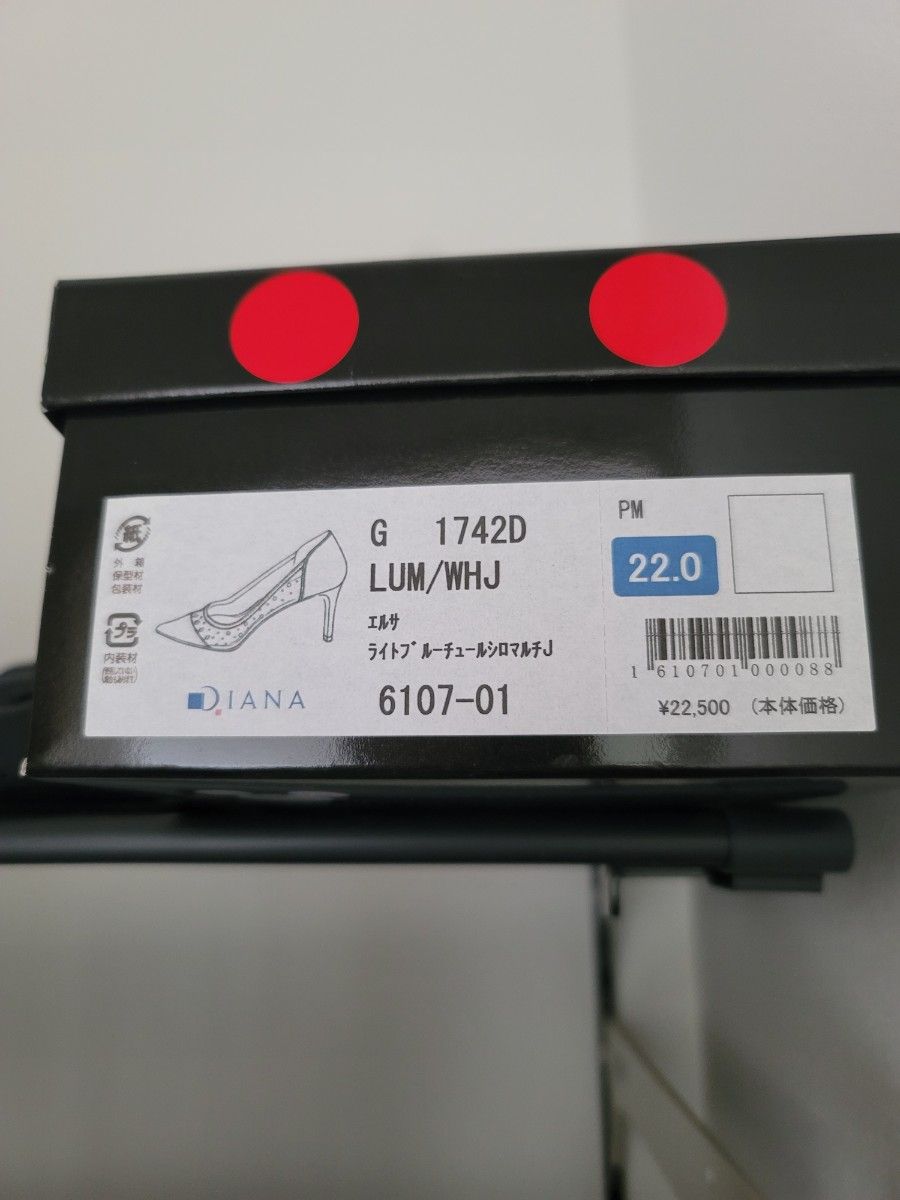 紙
外 箱
保型材
包装材
プラ
内装材
DIANA
G 1742D
LUM/WHJ
ｴﾙｻ
ﾗｲﾄﾌﾞﾙｰﾁｭｰﾙｼﾛﾏﾙﾁJ
6107-01
PM
22.0
1 610701 000088
¥22,500 (本体価格)